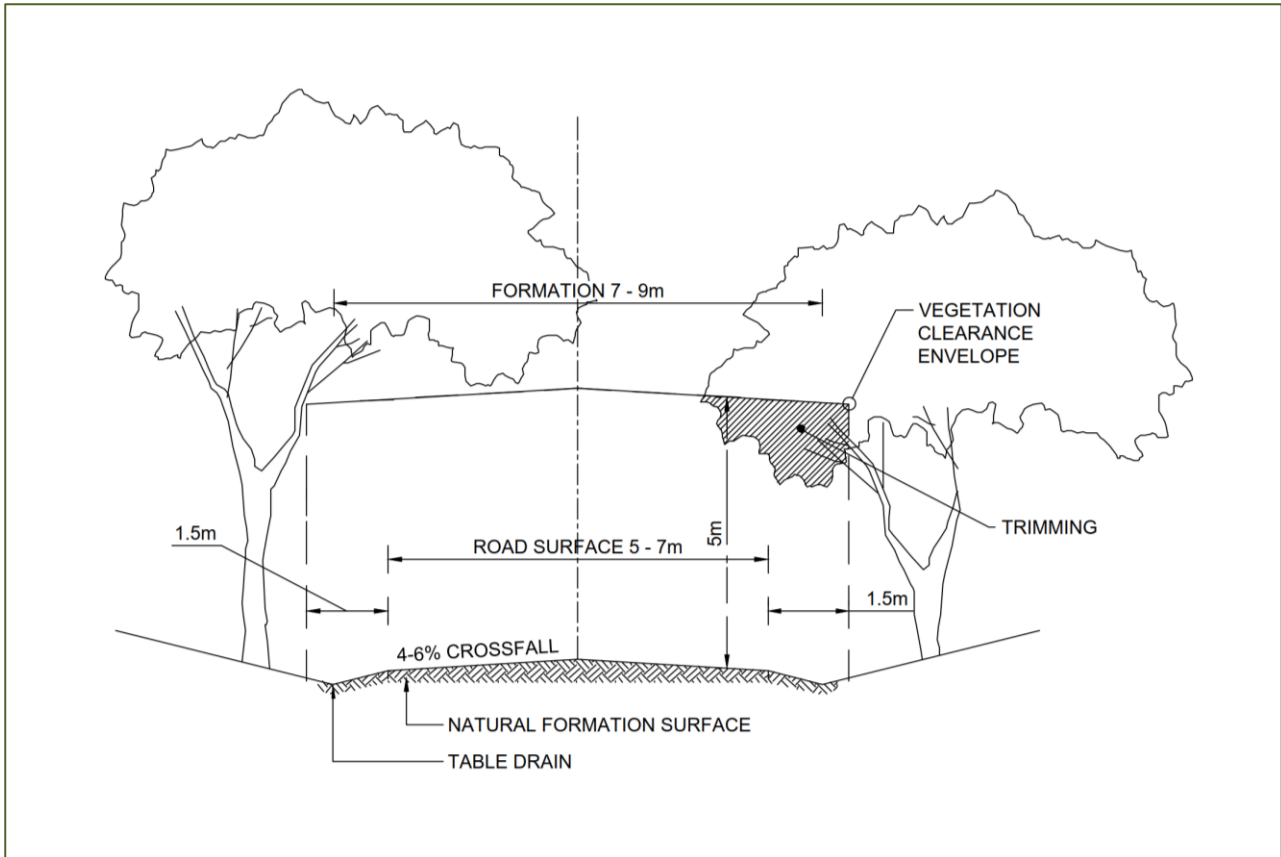 FORMATION 7 - 9m
VEGETATION
CLEARANCE
ENVELOPE
TRIMMING
5m
1.5m
ROAD SURFACE 5 - 7m
1.5m
4-6% CROSSFALL
NATURAL FORMATION SURFACE
TABLE DRAIN